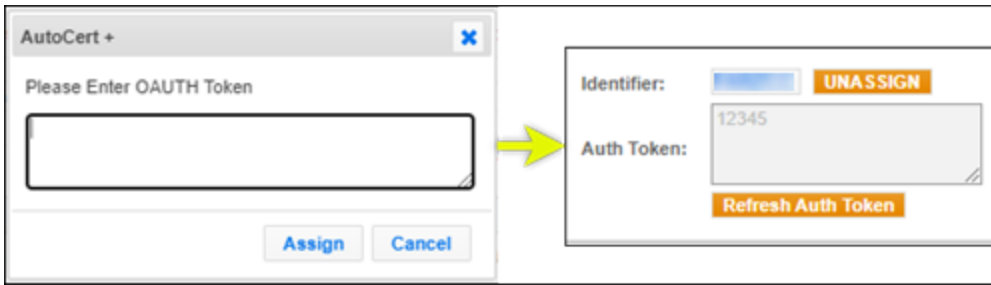 AutoCert +
Please Enter OAUTH Token
Assign Cancel
Identifier: UNASSIGN
12345
Auth Token:
Refresh Auth Token